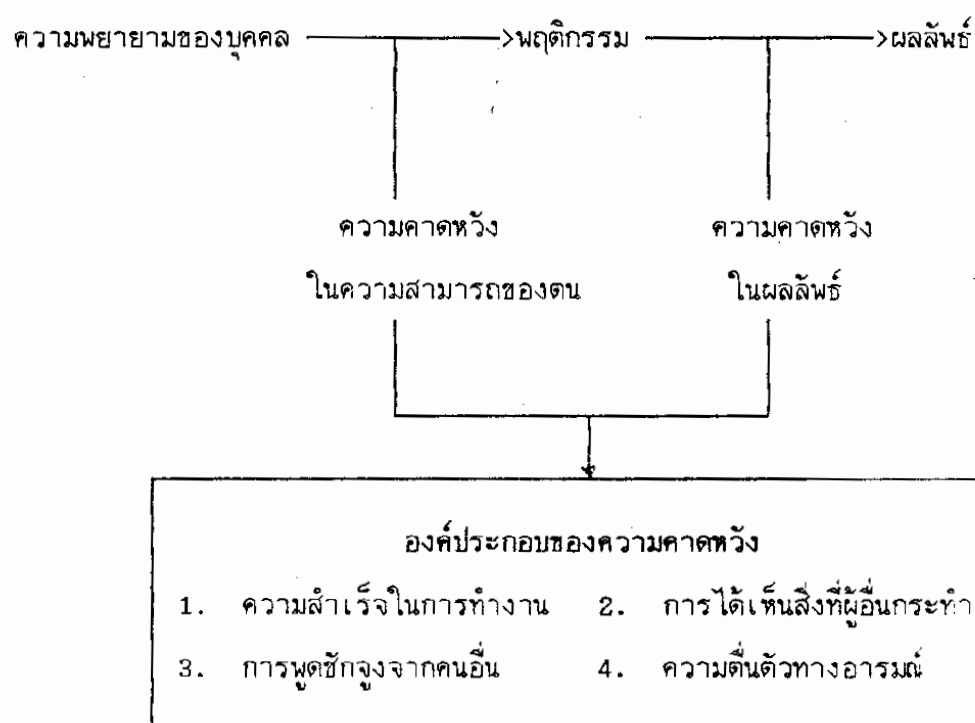 ความพยายามของบุคคล >พฤติกรรม >ผลลัพธ์
ความคาดหวัง ความคาดหวัง
ในความสามารถของตน ในผลลัพธ์
องค์ประกอบของความคาดหวัง
1. ความสำเร็จในการทำงาน 2. การได้เห็นสิ่งที่ผู้อื่นกระทำ
3. การพูดชักจูงจากคนอื่น 4. ความตื่นตัวทางอารมณ์